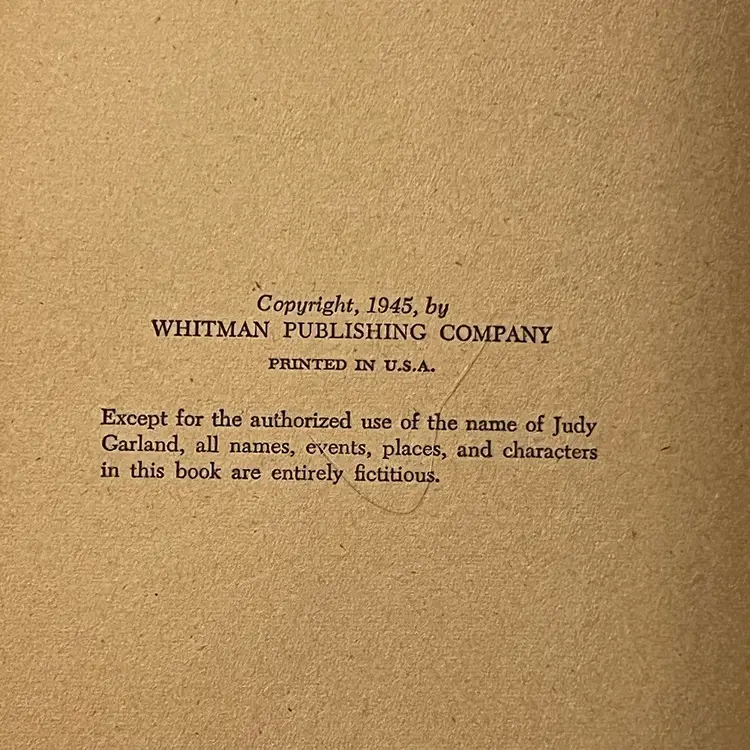 Copyright, 1945, by
WHITMAN PUBLISHING COMPANY
PRINTED IN U.S.A.
Except for the authorized use of the name of Judy
Garland, all names, events, places, and characters
in this book are entirely fictitious.